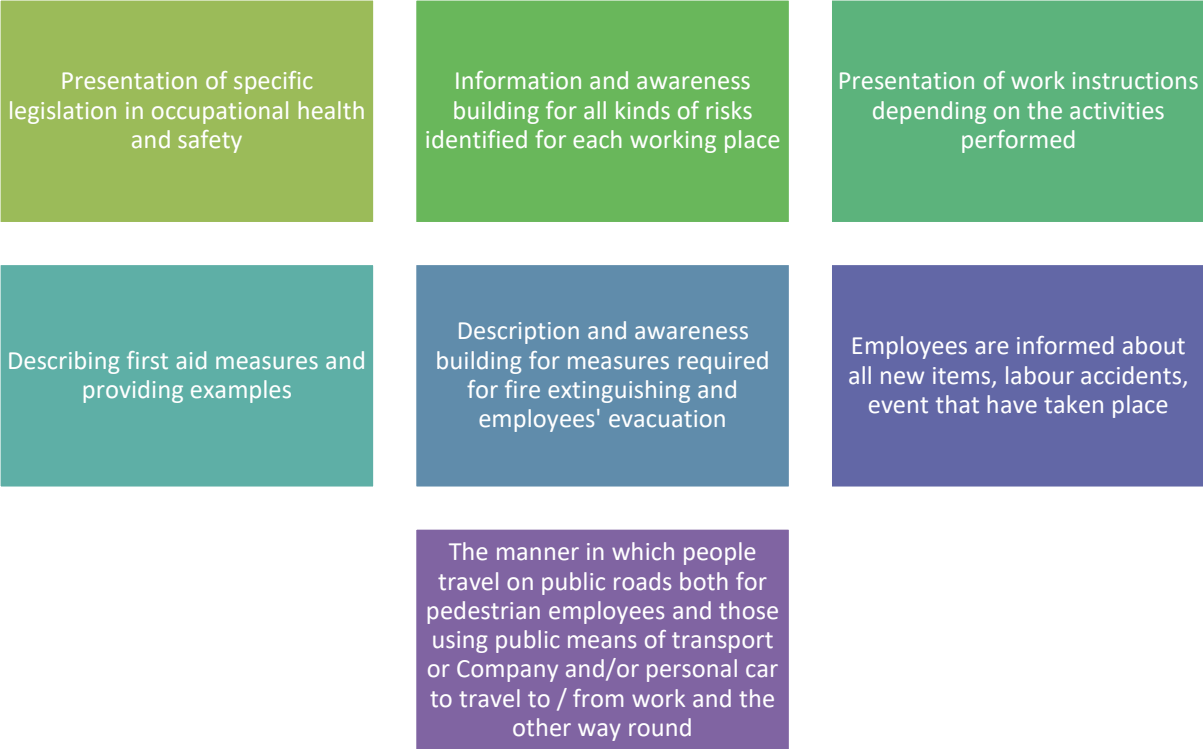 Presentation of specific
legislation in occupational health
and safety
Information and awareness
building for all kinds of risks
identified for each working place
Presentation of work instructions
depending on the activities
performed
Describing first aid measures and
providing examples
Description and awareness
building for measures required
for fire extinguishing and
employees' evacuation
Employees are informed about
all new items, labour accidents,
event that have taken place
The manner in which people
travel on public roads both for
pedestrian employees and those
using public means of transport
or Company and/or personal car
to travel to / from work and the
other way round